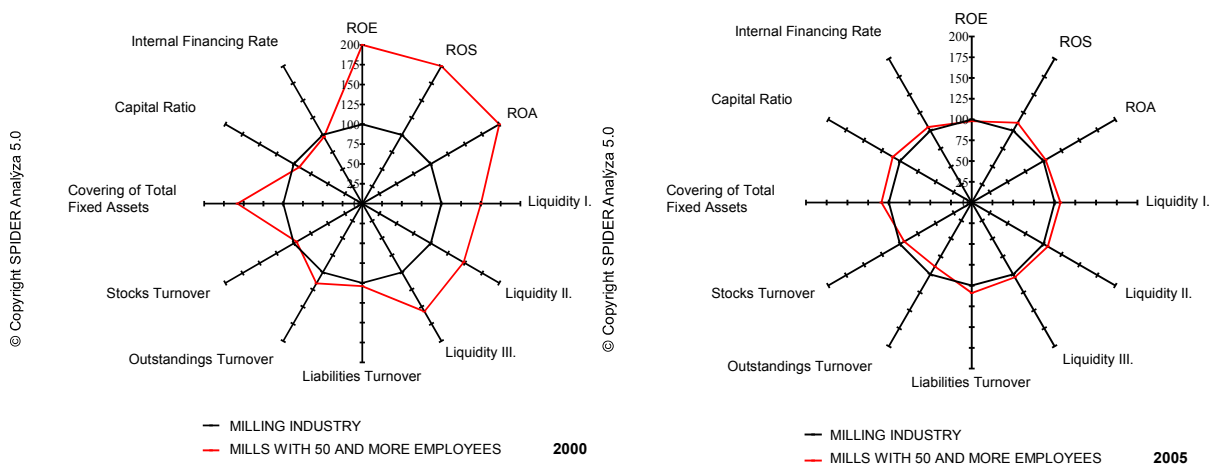 ROE
Internal Financing Rate
200
ROS
175
150
Capital Ratio
125
ROA
100
75
50
Covering of Total
Fixed Assets
25
Liquidity I.
Stocks Turnover
Liquidity II.
Outstandings Turnover
Liquidity III.
Liabilities Turnover
© Copyright SPIDER Analýza 5.0
MILLING INDUSTRY
MILLS WITH 50 AND MORE EMPLOYEES 2000
ROE
Internal Financing Rate
200
ROS
175
150
Capital Ratio
125
ROA
100
75
50
Covering of Total
Fixed Assets
25
Liquidity I.
Stocks Turnover
Liquidity II.
Outstandings Turnover
Liquidity III.
Liabilities Turnover
© Copyright SPIDER Analýza 5.0
MILLING INDUSTRY
MILLS WITH 50 AND MORE EMPLOYEES 2005